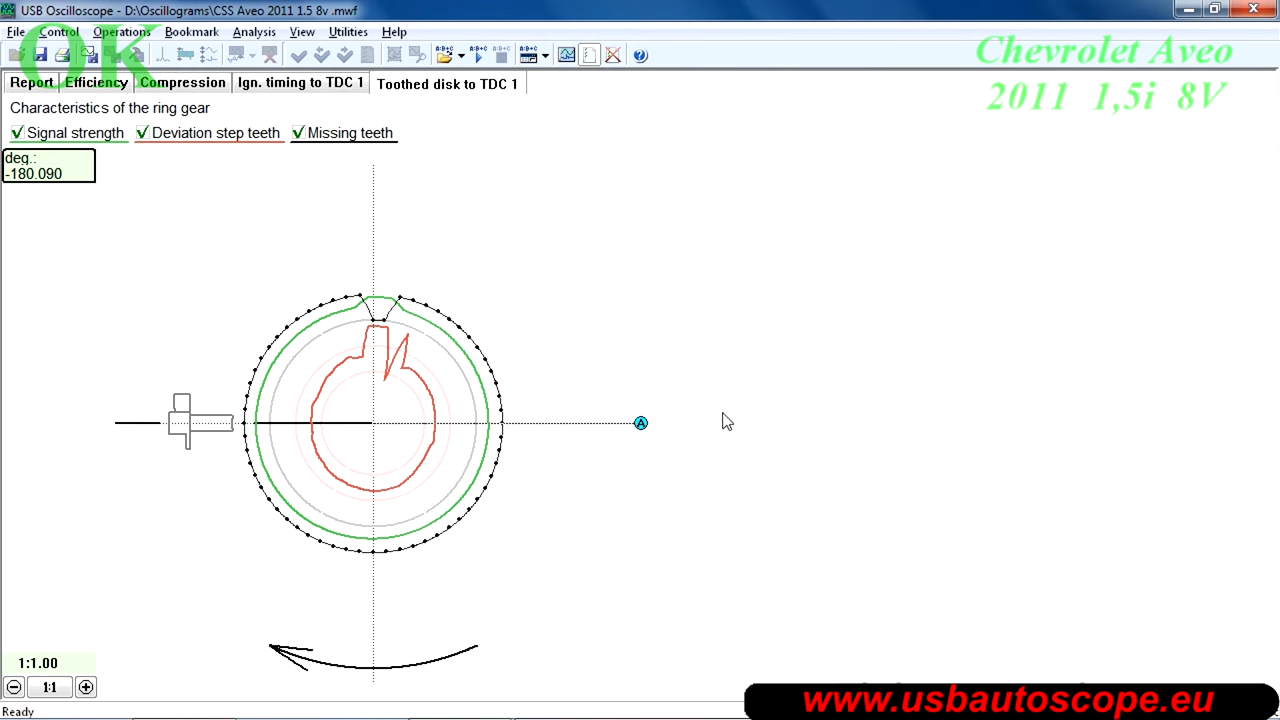 USB Oscilloscope - D:\Oscillograms\CSS Aveo 2011 1.5 8v .mwf
File Control Operations Bookmark Analysis View Utilities Help
OK
Chevrolet Aveo
2011 1,5i 8V
Report Efficiency Compression Ign. timing to TDC 1 Toothed disk to TDC 1
Characteristics of the ring gear
Signal strength Deviation step teeth Missing teeth
deg.:
-180.090
A
1:1.00
1:1
www.usbautoscope.eu
Ready